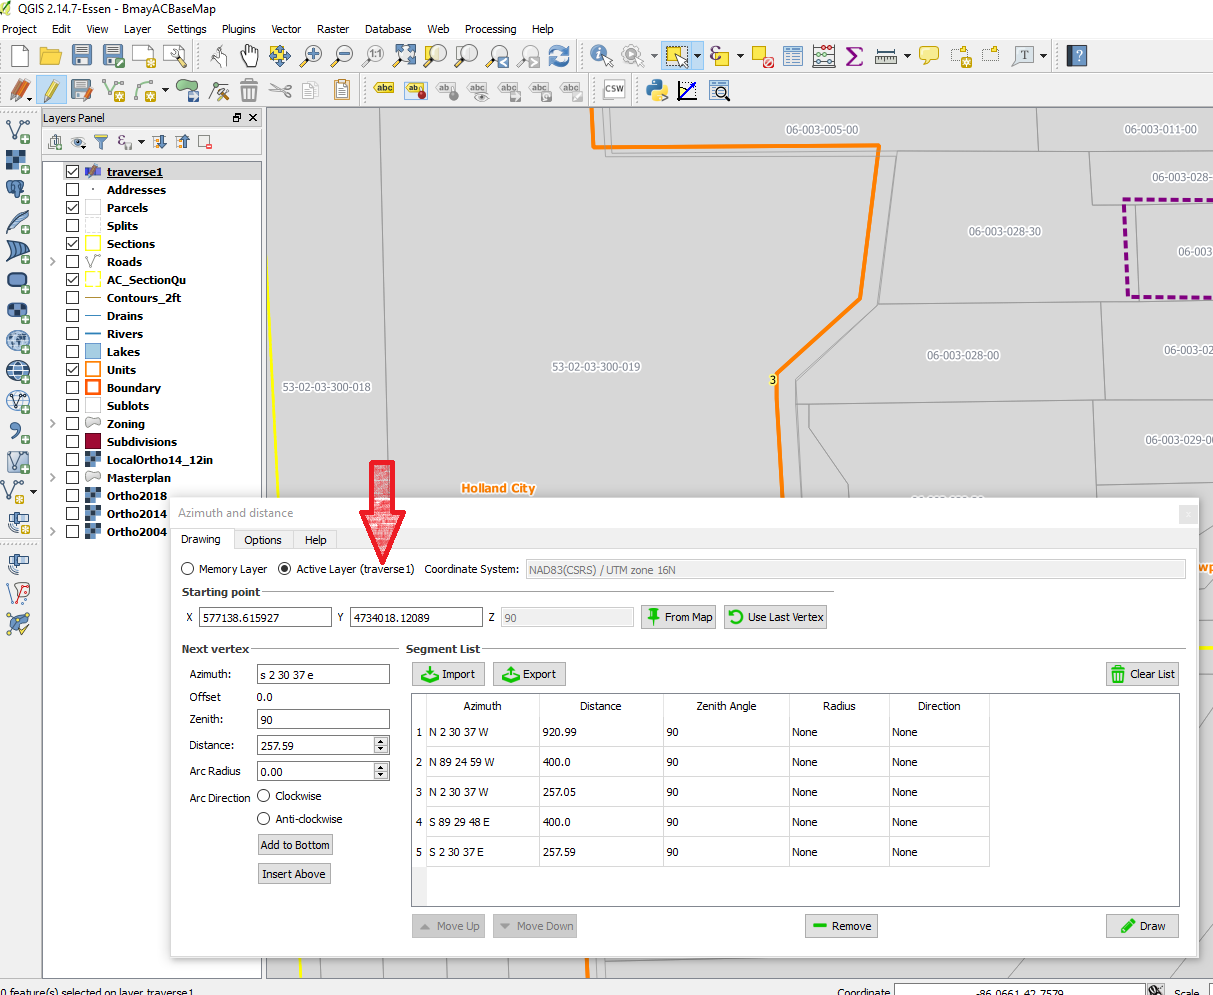 QGIS 2.14.7-Essen - BmayACBaseMap
Project Edit View Layer Settings Plugins Vector Raster Database Web Processing Help
1:1
T
?
abc abc abc abc abc abc abc CSW
Layers Panel
traverse1
Addresses
Parcels
Splits
Sections
Roads
AC_SectionQu
Contours_2ft
Drains
Rivers
Lakes
Units
Boundary
Sublots
Zoning
Subdivisions
LocalOrtho14_12in
Masterplan
Ortho2018
Ortho2014
Ortho2004
06-003-005-00
06-003-011-00
06-003-028-
06-003-028-30
06-003
53-02-03-300-018
53-02-03-300-019
06-003-028-00
06-003-02
3
06-003-029-0
Holland City
Azimuth and distance
Drawing Options Help
Memory Layer Active Layer (traverse1) Coordinate System: NAD83(CSRS) / UTM zone 16N
Starting point
X 577138.615927 Y 4734018.12089 Z 90 From Map Use Last Vertex
Next vertex
Azimuth: s 2 30 37 e
Offset 0.0
Zenith: 90
Distance: 257.59
Arc Radius 0.00
Arc Direction Clockwise
Anti-clockwise
Add to Bottom
Insert Above
Segment List
Import Export Clear List
Azimuth Distance Zenith Angle Radius Direction
1 N 2 30 37 W 920.99 90 None None
2 N 89 24 59 W 400.0 90 None None
3 N 2 30 37 W 257.05 90 None None
4 S 89 29 48 E 400.0 90 None None
5 S 2 30 37 E 257.59 90 None None
Move Up Move Down Remove Draw
0 feature(s) selected on layer traverse1
Coordinate -86.0661,42.7579 Scale